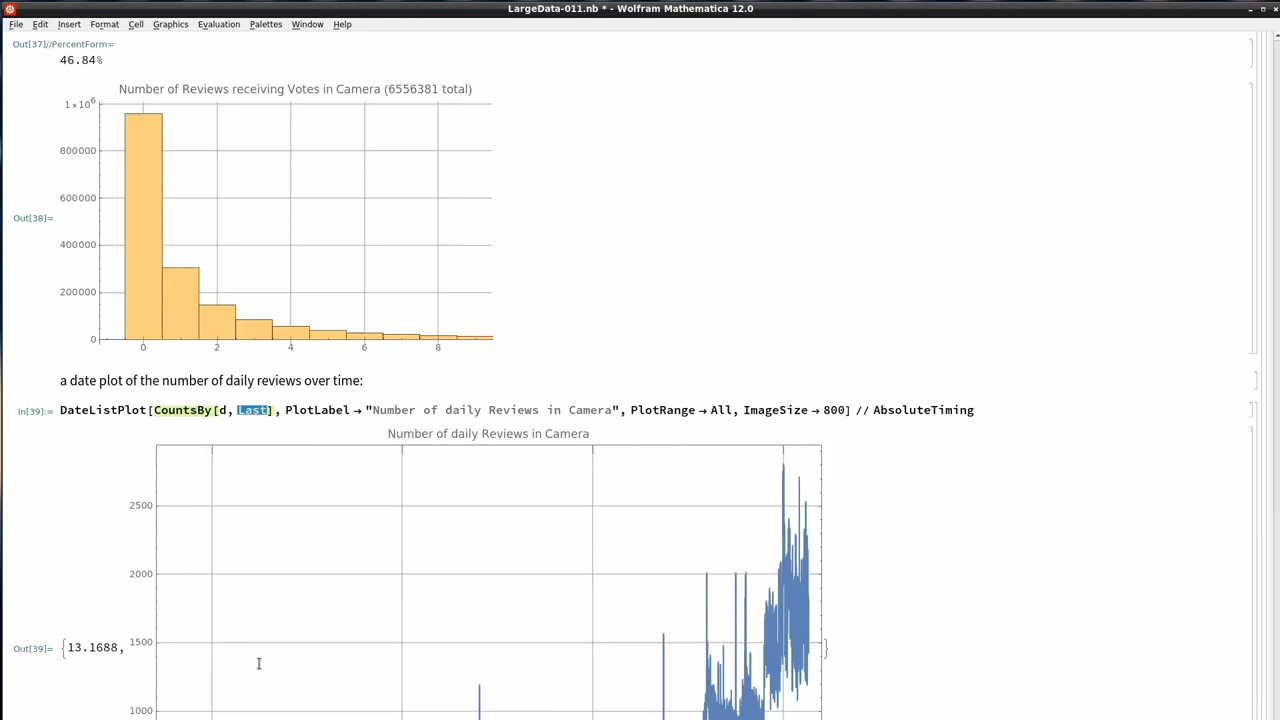 LargeData-011.nb * - Wolfram Mathematica 12.0
File Edit Insert Format Cell Graphics Evaluation Palettes Window Help
Out[37]//PercentForm=
46.84%
Number of Reviews receiving Votes in Camera (6556381 total)
1×10⁶
800000
600000
400000
200000
0
Out[38]=
0 2 4 6 8
a date plot of the number of daily reviews over time:
In[39]:= DateListPlot[CountsBy[d, Last], PlotLabel → "Number of daily Reviews in Camera", PlotRange → All, ImageSize → 800] // AbsoluteTiming
Number of daily Reviews in Camera
2500
2000
1500
1000
Out[39]= {13.1688, }